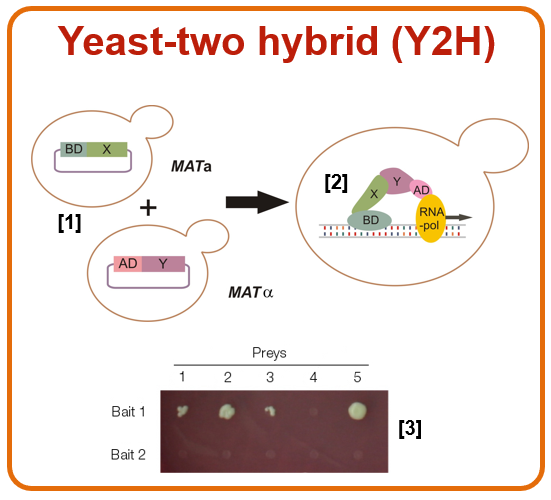 Yeast-two hybrid (Y2H)
BD X
MATa
[1]
+
AD Y
MATα
[2]
X
Y
AD
BD
RNA
-pol
Preys
1 2 3 4 5
Bait 1
[3]
Bait 2